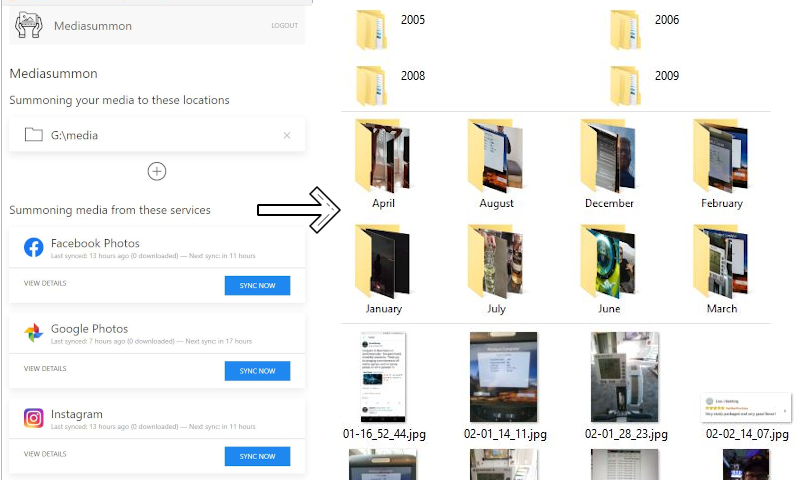 Mediasummon
LOGOUT
Mediasummon
Summoning your media to these locations
G:\media
Summoning media from these services
Facebook Photos
Last synced: 13 hours ago (0 downloaded) — Next sync: in 11 hours
VIEW DETAILS
SYNC NOW
Google Photos
Last synced: 7 hours ago (0 downloaded) — Next sync: in 17 hours
VIEW DETAILS
SYNC NOW
Instagram
Last synced: 13 hours ago (0 downloaded) — Next sync: in 11 hours
VIEW DETAILS
SYNC NOW
2005
2006
2008
2009
April
August
December
February
January
July
June
March
01-16_52_44.jpg
02-01_14_11.jpg
02-01_28_23.jpg
02-02_14_07.jpg